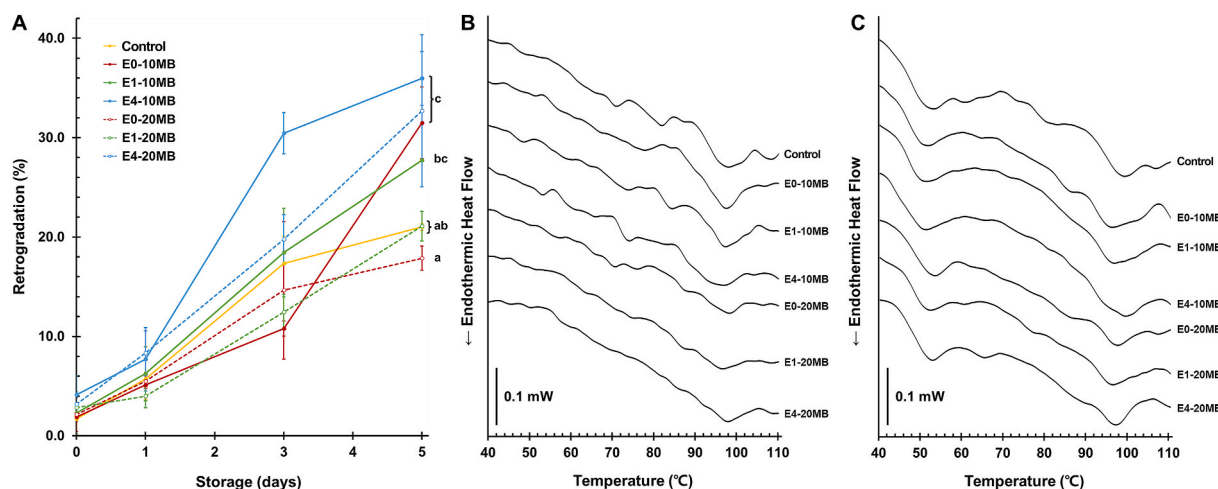 A
40.0
30.0
20.0
10.0
0.0
Retrogradation (%)
Control
E0-10MB
E1-10MB
E4-10MB
E0-20MB
E1-20MB
E4-20MB
c
bc
ab
a
0
1
2
3
4
5
Storage (days)
B
← Endothermic Heat Flow
Control
E0-10MB
E1-10MB
E4-10MB
E0-20MB
E1-20MB
E4-20MB
0.1 mW
40 50 60 70 80 90 100 110
Temperature (℃)
C
← Endothermic Heat Flow
Control
E0-10MB
E1-10MB
E4-10MB
E0-20MB
E1-20MB
E4-20MB
0.1 mW
40 50 60 70 80 90 100 110
Temperature (℃)